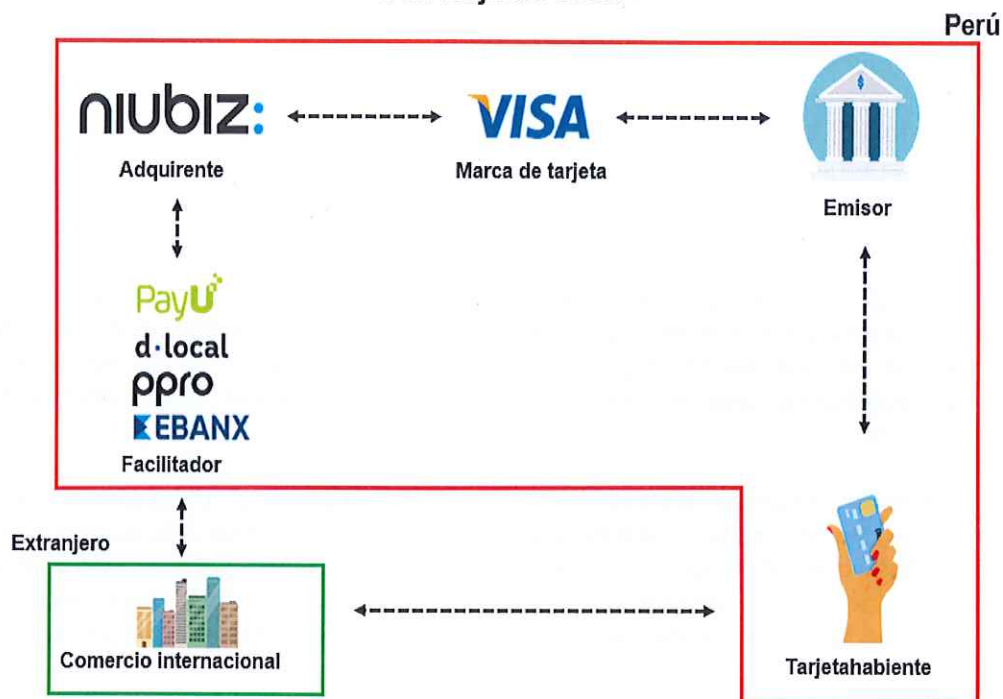 Perú
niubiz:
VISA
Adquirente
Marca de tarjeta
Emisor
PayU
d·local
ppro
EBANX
Facilitador
Extranjero
Comercio internacional
Tarjetahabiente